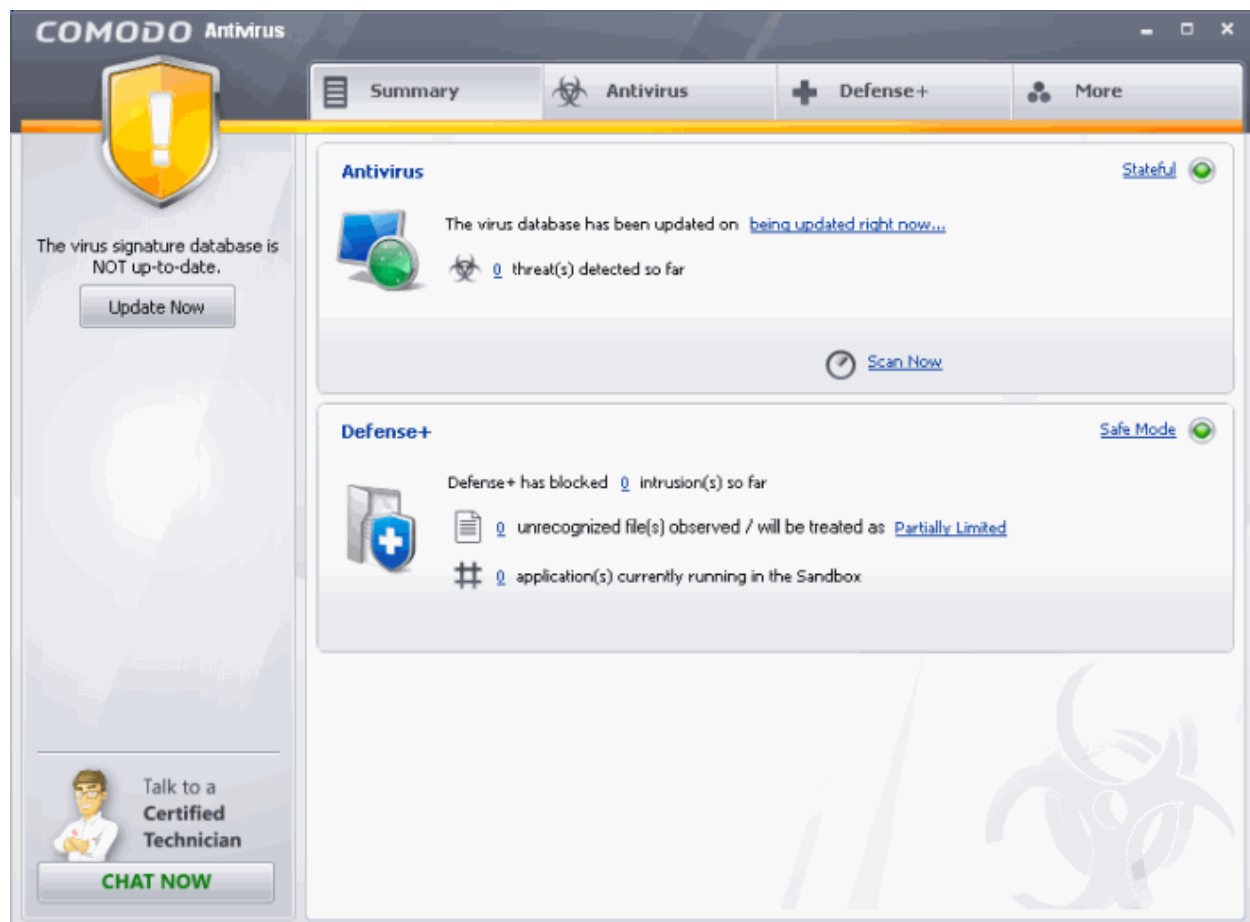 COMODO Antivirus
Summary
Antivirus
Defense+
More
The virus signature database is
NOT up-to-date.
Update Now
Antivirus
Stateful
The virus database has been updated on being updated right now...
0 threat(s) detected so far
Scan Now
Defense+
Safe Mode
Defense+ has blocked 0 intrusion(s) so far
0 unrecognized file(s) observed / will be treated as Partially Limited
0 application(s) currently running in the Sandbox
Talk to a
Certified
Technician
CHAT NOW